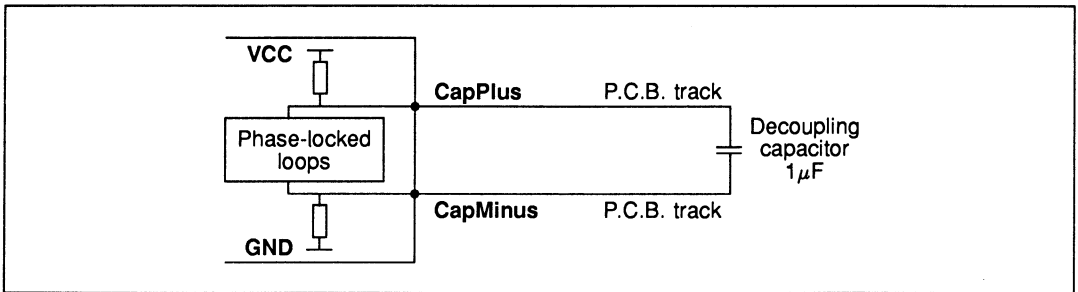 VCC
CapPlus P.C.B. track
Phase-locked
loops
Decoupling
capacitor
1μF
CapMinus P.C.B. track
GND